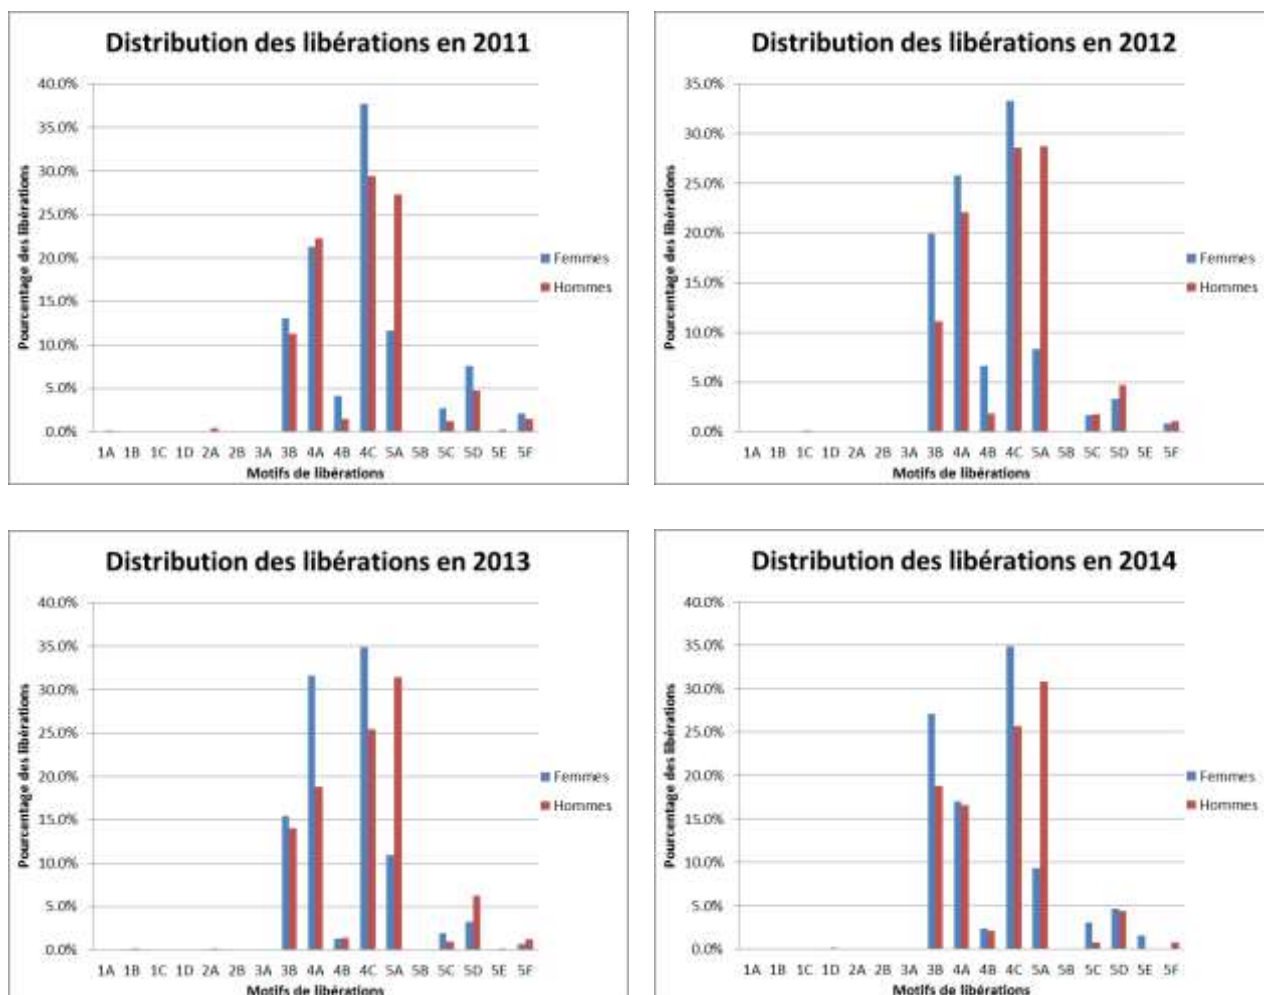 Distribution des libérations en 2011
40.0%
35.0%
30.0%
25.0%
20.0%
15.0%
10.0%
5.0%
0.0%
Pourcentage des libérations
1A 1B 1C 1D 2A 2B 3A 3B 4A 4B 4C 5A 5B 5C 5D 5E 5F
Motifs de libérations
Femmes
Hommes
Distribution des libérations en 2012
35.0%
30.0%
25.0%
20.0%
15.0%
10.0%
5.0%
0.0%
Pourcentage des libérations
1A 1B 1C 1D 2A 2B 3A 3B 4A 4B 4C 5A 5B 5C 5D 5E 5F
Motifs de libérations
Femmes
Hommes
Distribution des libérations en 2013
40.0%
35.0%
30.0%
25.0%
20.0%
15.0%
10.0%
5.0%
0.0%
Pourcentage des libérations
1A 1B 1C 1D 2A 2B 3A 3B 4A 4B 4C 5A 5B 5C 5D 5E 5F
Motifs de libérations
Femmes
Hommes
Distribution des libérations en 2014
40.0%
35.0%
30.0%
25.0%
20.0%
15.0%
10.0%
5.0%
0.0%
Pourcentage des libérations
1A 1B 1C 1D 2A 2B 3A 3B 4A 4B 4C 5A 5B 5C 5D 5E 5F
Motifs de libérations
Femmes
Hommes